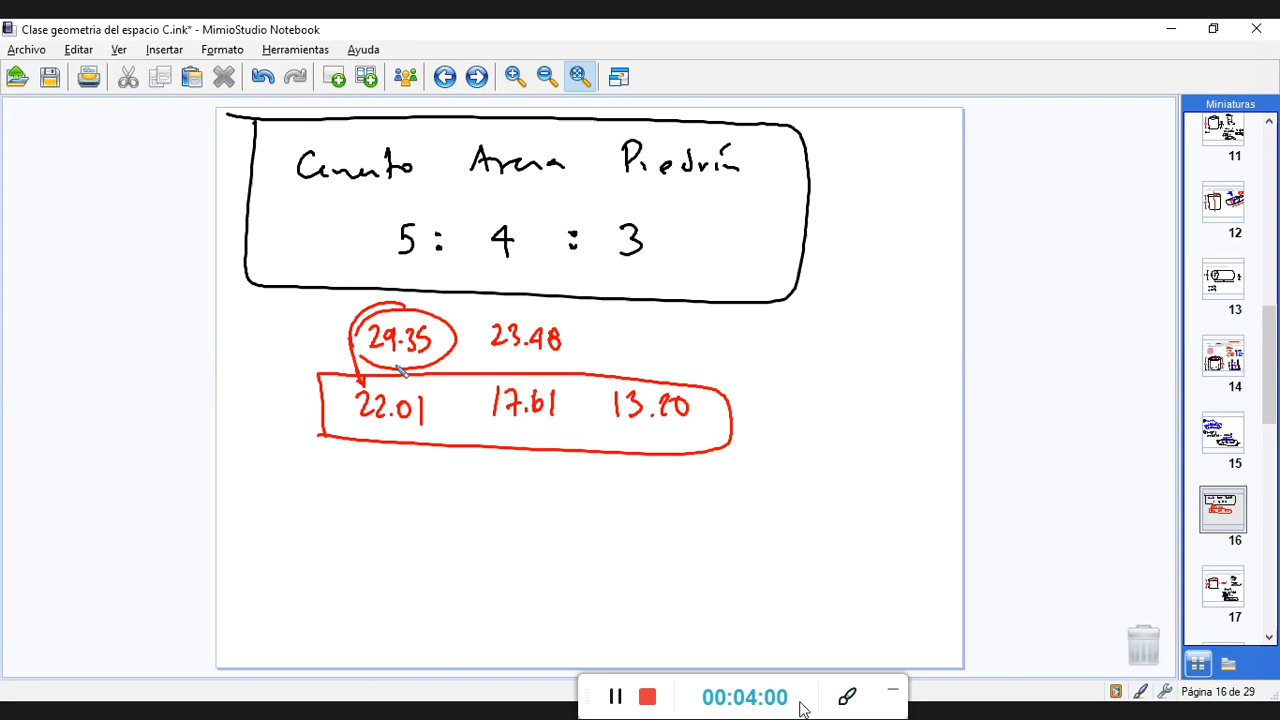 Clase geometria del espacio C.ink* - MimioStudio Notebook
Archivo Editar Ver Insertar Formato Herramientas Ayuda
Miniaturas
Cemento Arena Piedrín
5: 4 : 3
29.35 23.48
22.01 17.61 13.20
11
12
13
14
15
16
17
Página 16 de 29
00:04:00